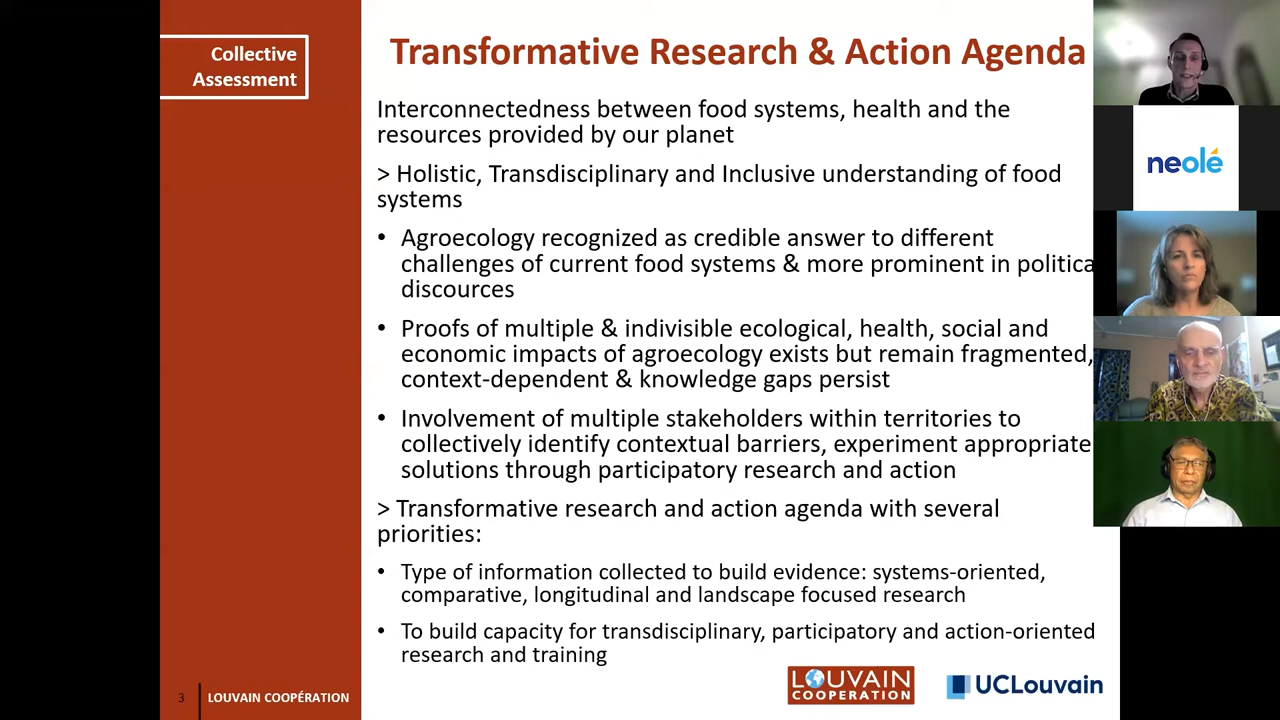 Collective
Assessment
Transformative Research & Action Agenda
Interconnectedness between food systems, health and the
resources provided by our planet
> Holistic, Transdisciplinary and Inclusive understanding of food
systems
• Agroecology recognized as credible answer to different
challenges of current food systems & more prominent in politica
discources
• Proofs of multiple & indivisible ecological, health, social and
economic impacts of agroecology exists but remain fragmented,
context-dependent & knowledge gaps persist
• Involvement of multiple stakeholders within territories to
collectively identify contextual barriers, experiment appropriate
solutions through participatory research and action
> Transformative research and action agenda with several
priorities:
• Type of information collected to build evidence: systems-oriented,
comparative, longitudinal and landscape focused research
• To build capacity for transdisciplinary, participatory and action-oriented
research and training
3 LOUVAIN COOPÉRATION
LOUVAIN
COOPÉRATION
UCLouvain
neolé